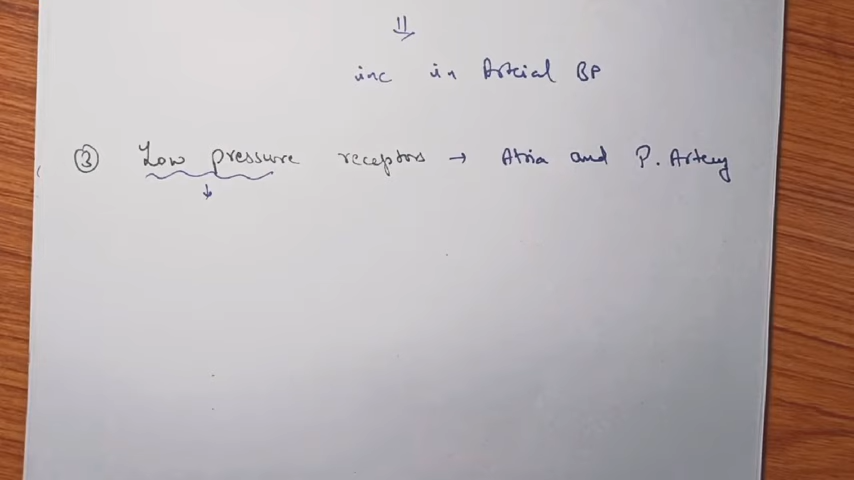 ⇓
inc in Arterial BP
③ Low pressure receptors → Atria and P. Artery
↓